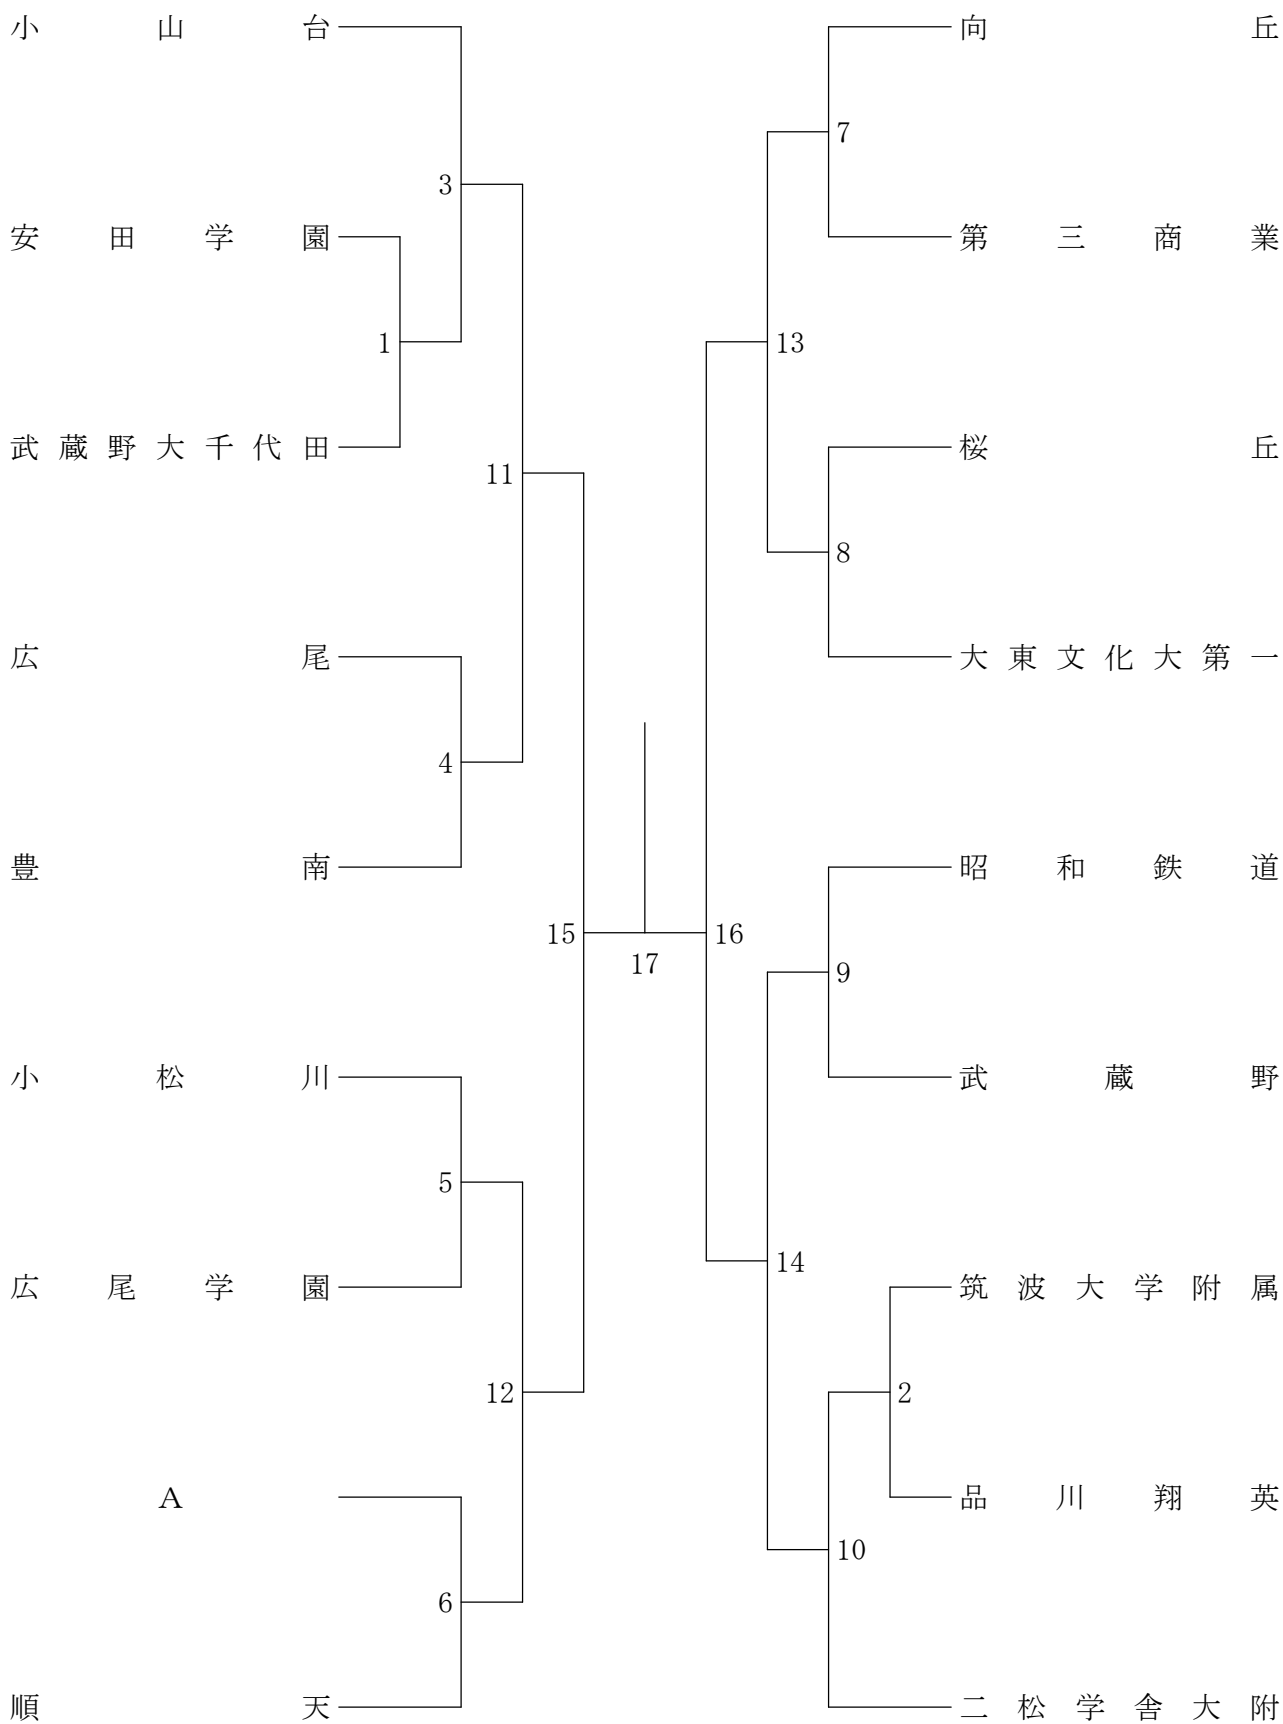 小山台
3
安田学園
1
武蔵野大千代田
11
広尾
4
豊南
15
17
小松川
5
広尾学園
12
A
6
順天
向丘
7
第三商業
13
桜丘
8
大東文化大第一
昭和鉄道
16
9
武蔵野
14
筑波大学附属
2
品川翔英
10
二松学舎大附